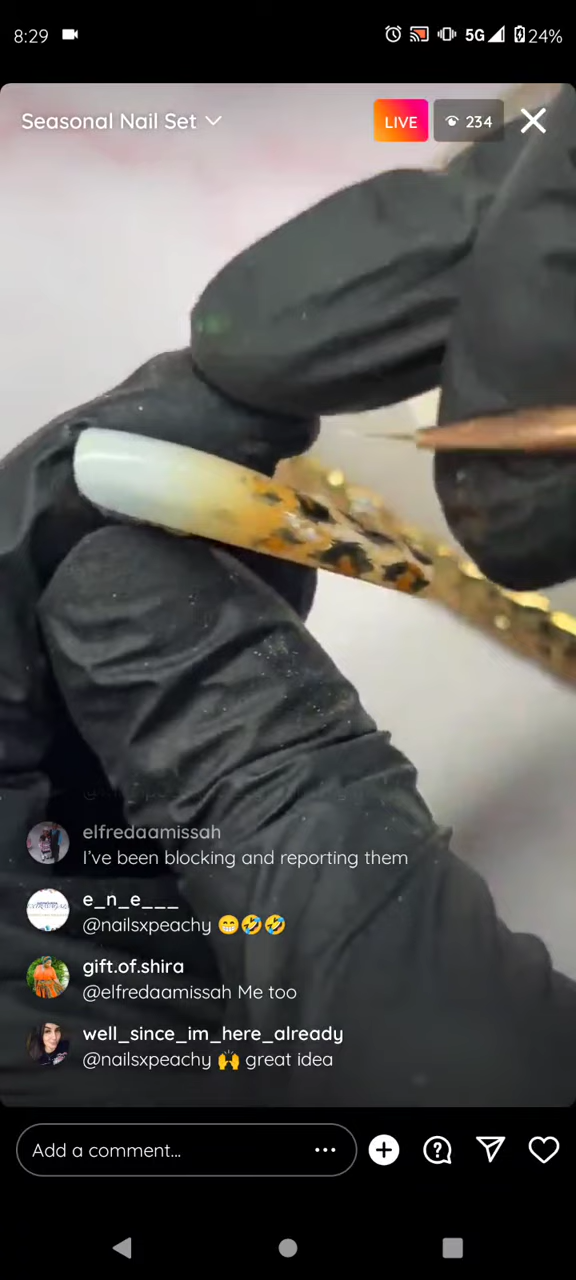 8:29
5G 24%
Seasonal Nail Set
LIVE
234
elfredaamissah
I've been blocking and reporting them
e_n_e___
@nailsxpeachy 😁🤣🤣
gift.of.shira
@elfredaamissah Me too
well_since_im_here_already
@nailsxpeachy 🙌 great idea
Add a comment...